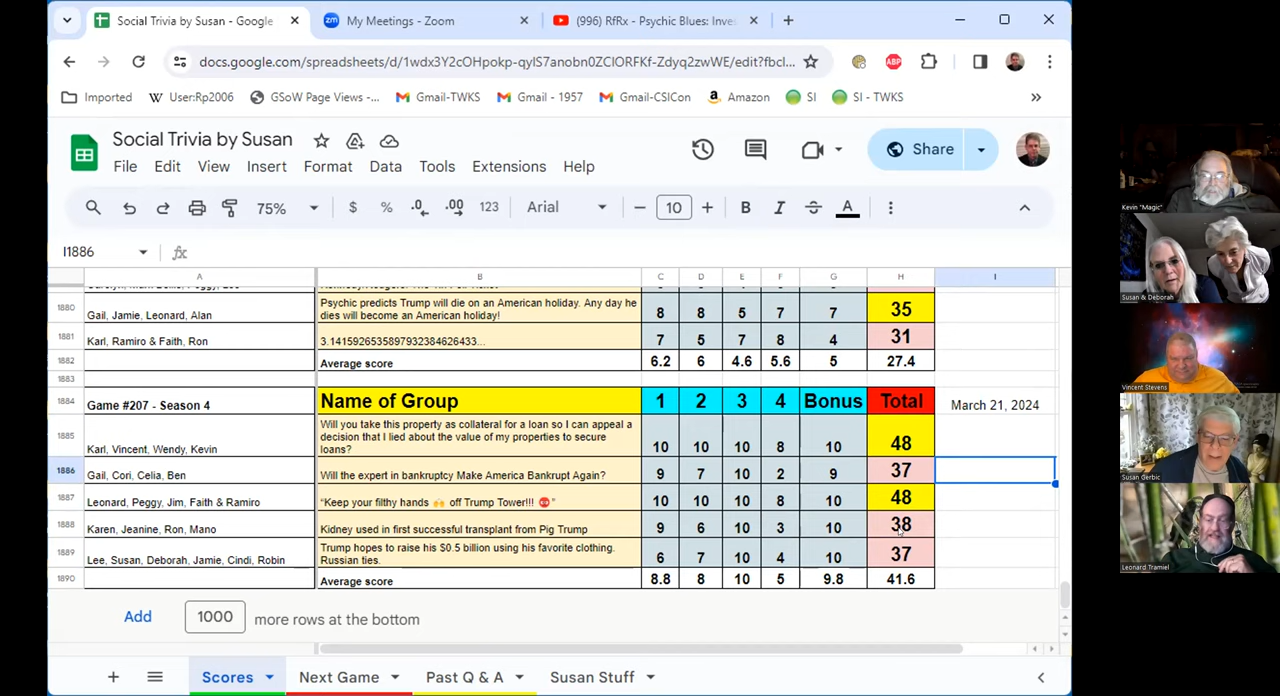 Social Trivia by Susan - Google
My Meetings - Zoom
(996) RfRx - Psychic Blues: Inves
docs.google.com/spreadsheets/d/1wdx3Y2cOHpokp-qylS7anobn0ZClORFKf-Zdyq2zwWE/edit?fbcl...
ABP
Imported
User:Rp2006
GSoW Page Views -...
Gmail-TWKS
Gmail - 1957
Gmail-CSICon
Amazon
SI
SI - TWKS
Social Trivia by Susan
File Edit View Insert Format Data Tools Extensions Help
Share
75% $ % .0 .00 123 Arial 10 B I A
I1886 fx
A B C D E F G H I
1880 Gail, Jamie, Leonard, Alan
Psychic predicts Trump will die on an American holiday. Any day he
dies will become an American holiday!
8 8 5 7 7 35
1881 Karl, Ramiro & Faith, Ron 3.1415926535897932384626433... 7 5 7 8 4 31
1882 Average score 6.2 6 4.6 5.6 5 27.4
1883
1884 Game #207 - Season 4 Name of Group 1 2 3 4 Bonus Total March 21, 2024
1885 Karl, Vincent, Wendy, Kevin
Will you take this property as collateral for a loan so I can appeal a
decision that I lied about the value of my properties to secure
loans?
10 10 10 8 10 48
1886 Gail, Cori, Celia, Ben Will the expert in bankruptcy Make America Bankrupt Again? 9 7 10 2 9 37
1887 Leonard, Peggy, Jim, Faith & Ramiro "Keep your filthy hands 🙌 off Trump Tower!!! 😡" 10 10 10 8 10 48
1888 Karen, Jeanine, Ron, Mano Kidney used in first successful transplant from Pig Trump 9 6 10 3 10 38
1889 Lee, Susan, Deborah, Jamie, Cindi, Robin
Trump hopes to raise his $0.5 billion using his favorite clothing.
Russian ties.
6 7 10 4 10 37
1890 Average score 8.8 8 10 5 9.8 41.6
Add 1000 more rows at the bottom
Scores Next Game Past Q & A Susan Stuff
Kevin "Magic"
Susan & Deborah
Vincent Stevens
Susan Gerbic
Leonard Tramiel